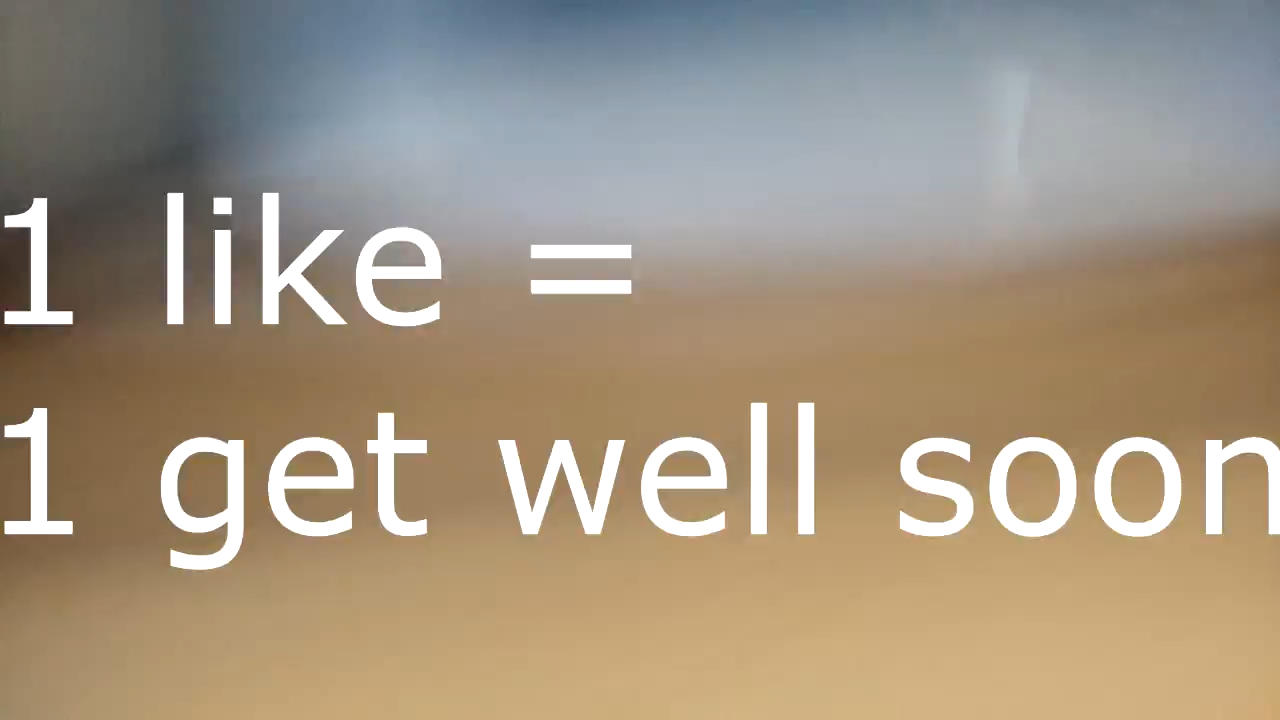 1 like =
1 get well soon